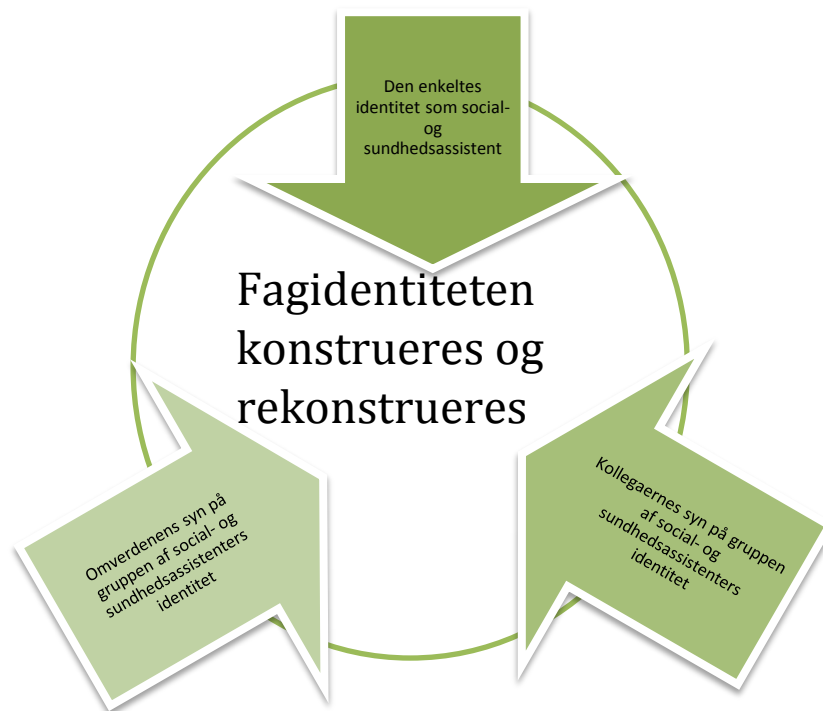 Den enkeltes
identitet som social-
og
sundhedsassistent
Fagidentiteten
konstrueres og
rekonstrueres
Omverdenens syn på
gruppen af social- og
sundhedsassistenters
identitet
Kollegaernes syn på gruppen
af social- og
sundhedsassistenters
identitet